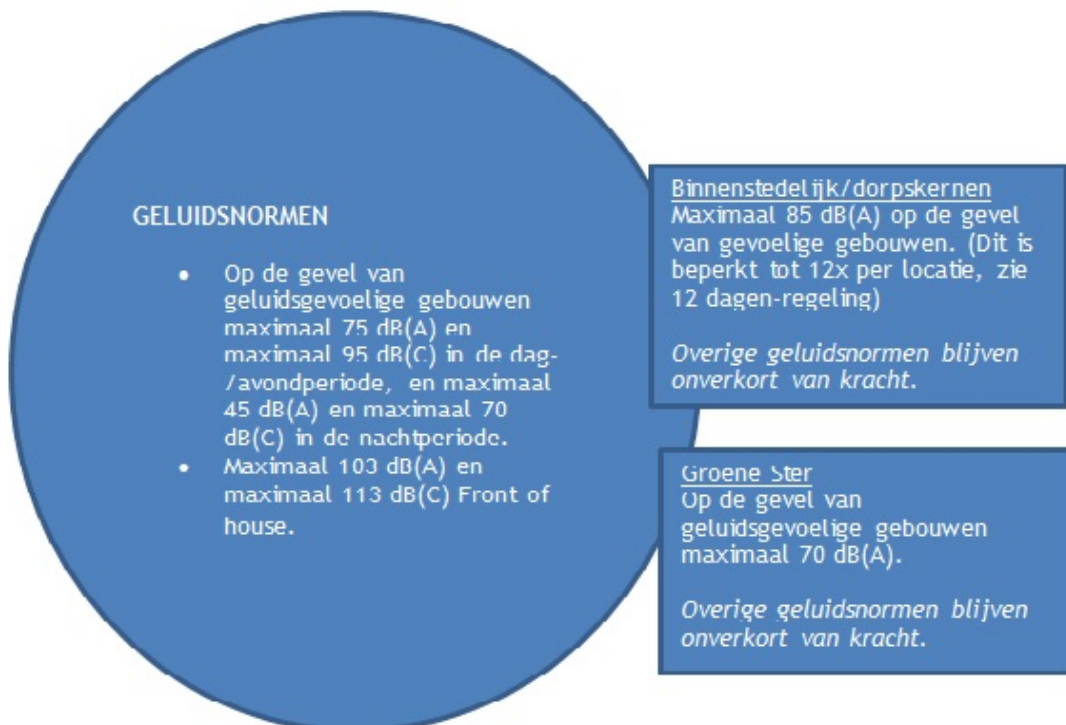 GELUIDSNORMEN
• Op de gevel van
geluidsgevoelige gebouwen
maximaal 75 dB(A) en
maximaal 95 dB(C) in de dag-
/avondperiode, en maximaal
45 dB(A) en maximaal 70
dB(C) in de nachtperiode.
• Maximaal 103 dB(A) en
maximaal 113 dB(C) Front of
house.
Binnenstedelijk/dorpskernen
Maximaal 85 dB(A) op de gevel
van gevoelige gebouwen. (Dit is
beperkt tot 12x per locatie, zie
12 dagen-regeling)
Overige geluidsnormen blijven
onverkort van kracht.
Groene Ster
Op de gevel van
geluidsgevoelige gebouwen
maximaal 70 dB(A).
Overige geluidsnormen blijven
onverkort van kracht.